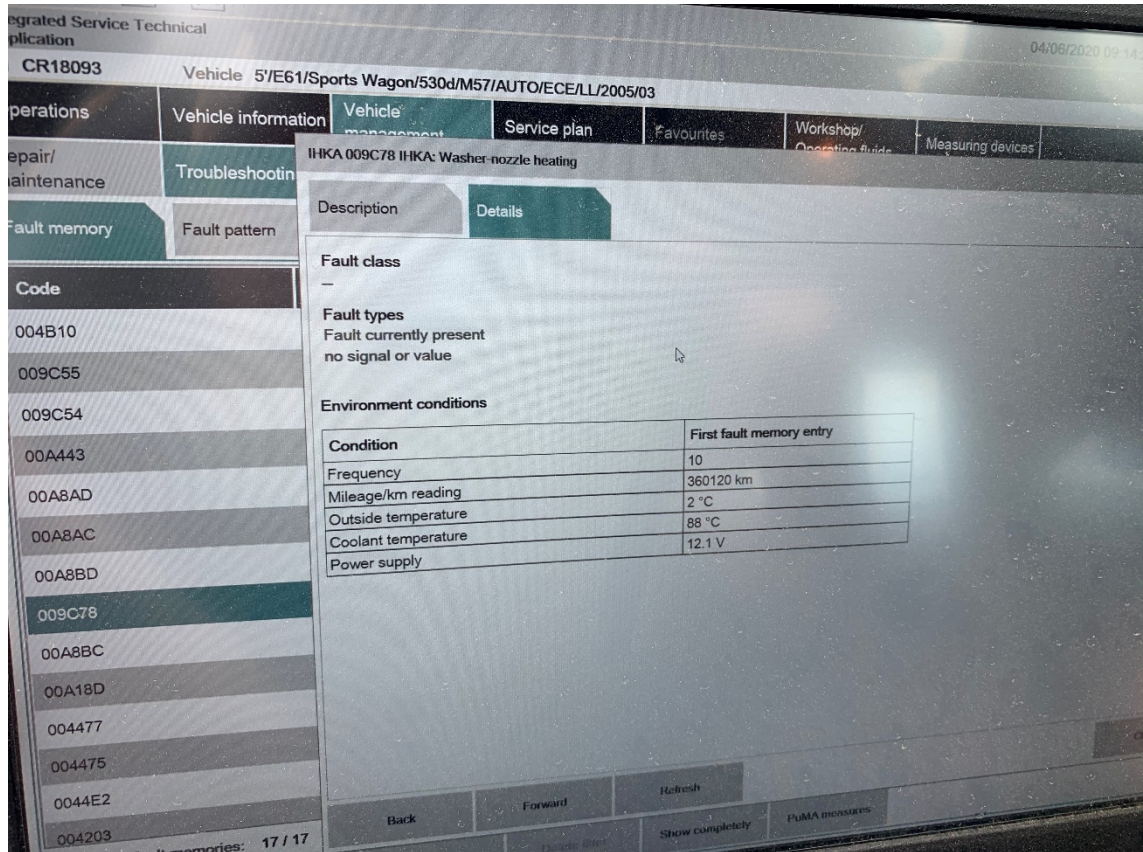 egrated Service Technical
plication
04/06/2020 09:14
CR18093
Vehicle 5'/E61/Sports Wagon/530d/M57/AUTO/ECE/LL/2005/03
perations
Vehicle information
Vehicle
management
Service plan
Favourites
Workshop/
Operating fluids
Measuring devices
epair/
aintenance
Troubleshootin
IHKA 009C78 IHKA: Washer-nozzle heating
Fault memory
Fault pattern
Description
Details
Code
004B10
009C55
009C54
00A443
00A8AD
00A8AC
00A8BD
009C78
00A8BC
00A18D
004477
004475
0044E2
004203
Fault class
–
Fault types
Fault currently present
no signal or value
Environment conditions
Condition First fault memory entry
Frequency 10
Mileage/km reading 360120 km
Outside temperature 2 °C
Coolant temperature 88 °C
Power supply 12.1 V
Back
Forward
Refresh
memories: 17 / 17
Show completely
PuMA measures